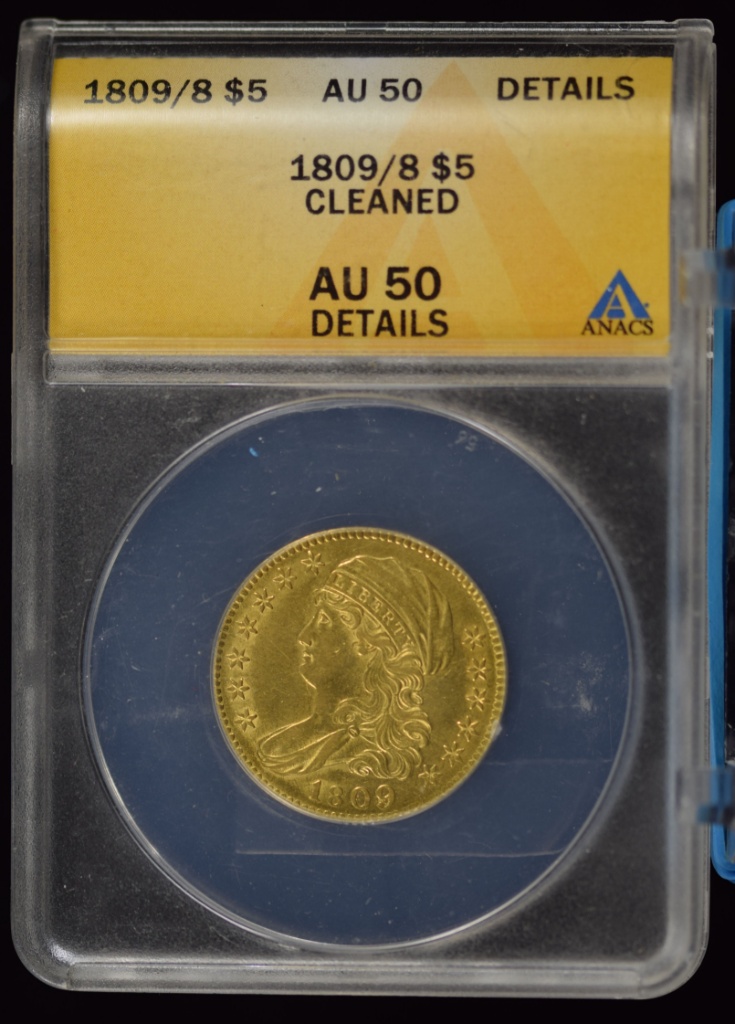 1809/8 $5 AU 50 DETAILS
1809/8 $5
CLEANED
AU 50
DETAILS
ANACS
LIBERTY
1809